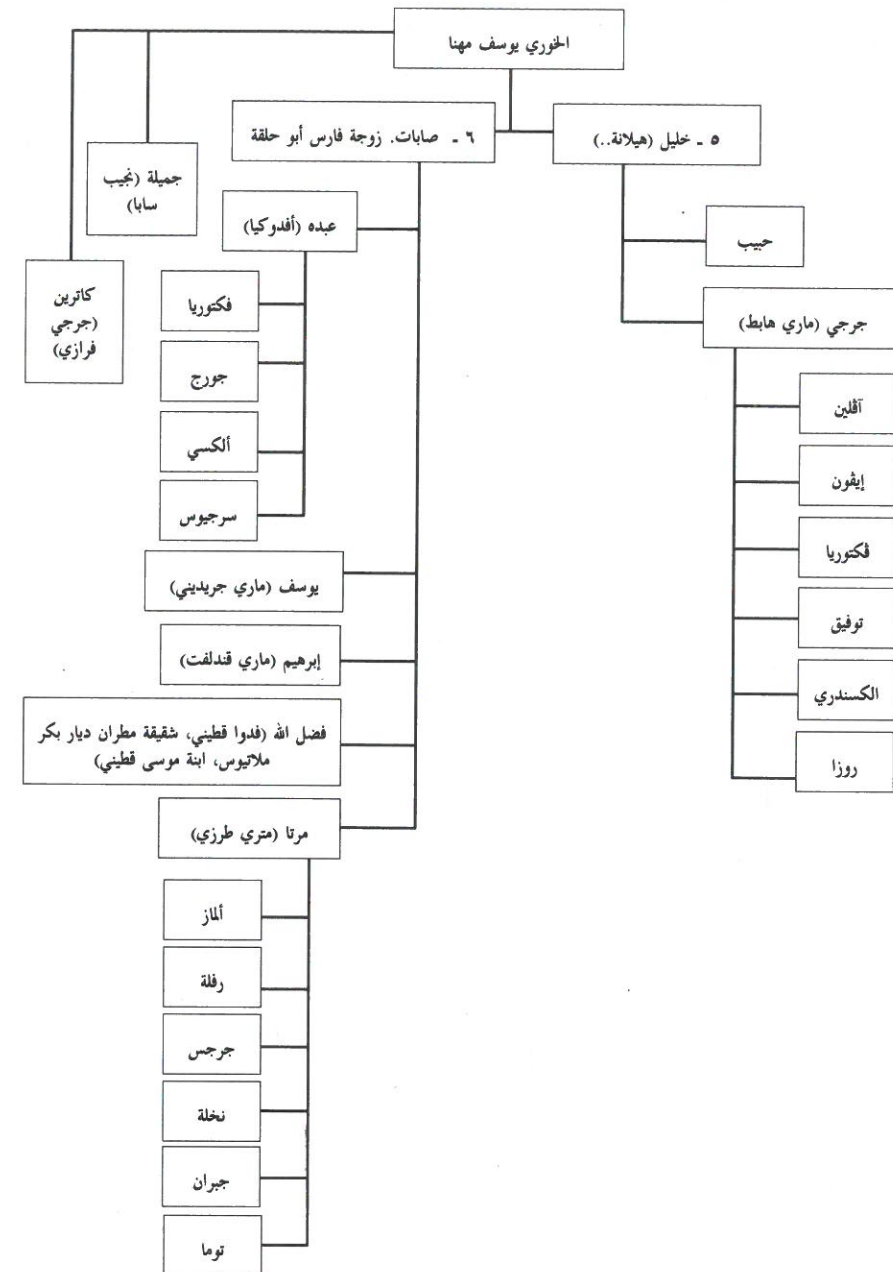 الخوري يوسف مهنا
٥ ـ خليل (هيلانة..)
٦ ـ صابات. زوجة فارس أبو حلقة
جميلة (نجيب
سابا)
كاترين
(جرجي
فرازي)
حبيب
جرجي (ماري هابط)
آڤلين
إيڤون
ڤكتوريا
توفيق
الكسندري
روزا
عبده (أفدوكيا)
فكتوريا
جورج
ألكسي
سرجيوس
يوسف (ماري جريديني)
إبرهيم (ماري قندلفت)
فضل الله (فدوا قطيني، شقيقة مطران ديار بكر
ملاتيوس، ابنة موسى قطيني)
مرتا (متري طرزي)
ألماز
رفلة
جرجس
نخلة
جبران
توما